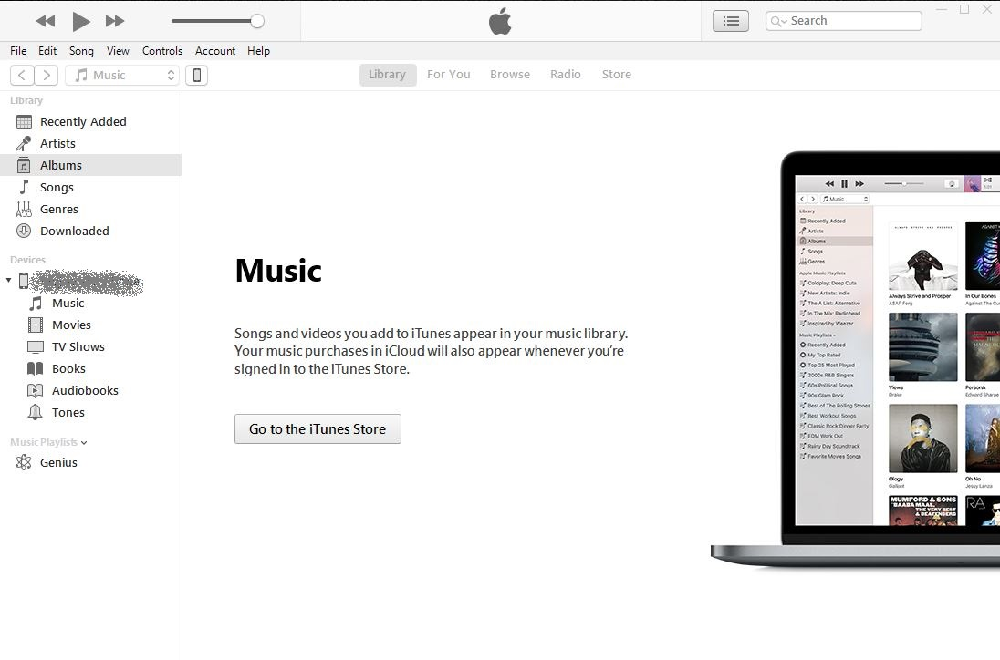 Search
File Edit Song View Controls Account Help
Music
Library For You Browse Radio Store
Library
Recently Added
Artists
Albums
Songs
Genres
Downloaded
Devices
Music
Movies
TV Shows
Books
Audiobooks
Tones
Music Playlists
Genius
Music
Songs and videos you add to iTunes appear in your music library.
Your music purchases in iCloud will also appear whenever you're
signed in to the iTunes Store.
Go to the iTunes Store
Music
Library
Recently Added
Artists
Albums
Songs
Genres
Apple Music Playlists
Coldplay: Deep Cuts
New Artists: Indie
The A List: Alternative
In The Mix: Radiohead
Inspired by Weezer
Music Playlists
Recently Added
My Top Rated
Top 25 Most Played
2000s R&B Singers
60s Political Songs
90s Glam Rock
Best of The Rolling Stones
Best Workout Songs
Classic Rock Dinner Party
EDM Work Out
Rainy Day Soundtrack
Favorite Movies Songs
ALWAYS STRIVE AND PROSPER
Always Strive and Prosper
A$AP Ferg
In Our Bones
Against The Cu
Views
Drake
PersonA
Edward Sharpe
Ology
Gallant
Oh No
Jessy Lanza
MUMFORD & SONS
BAABA MAAL
THE VERY BEST
& BEATENBERG
RA